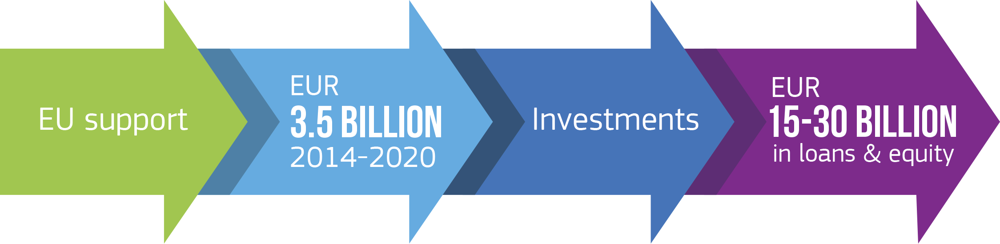 EU support
EUR
3.5 BILLION
2014-2020
Investments
EUR
15-30 BILLION
in loans & equity